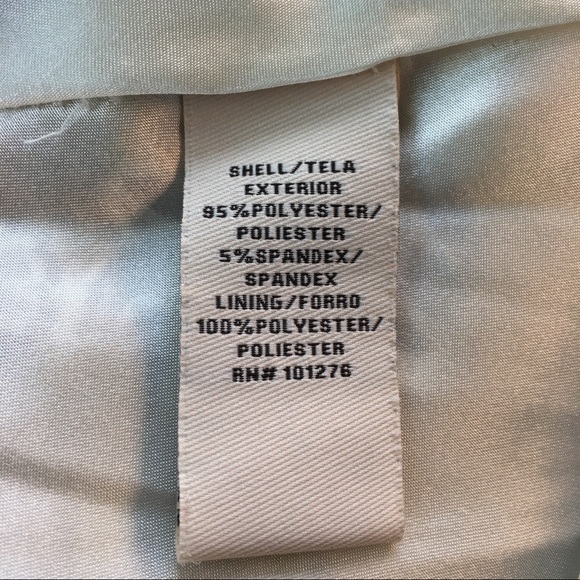 SHELL/TELA
EXTERIOR
95%POLYESTER/
POLIESTER
5%SPANDEX/
SPANDEX
LINING/FORRO
100%POLYESTER/
POLIESTER
RN# 101276